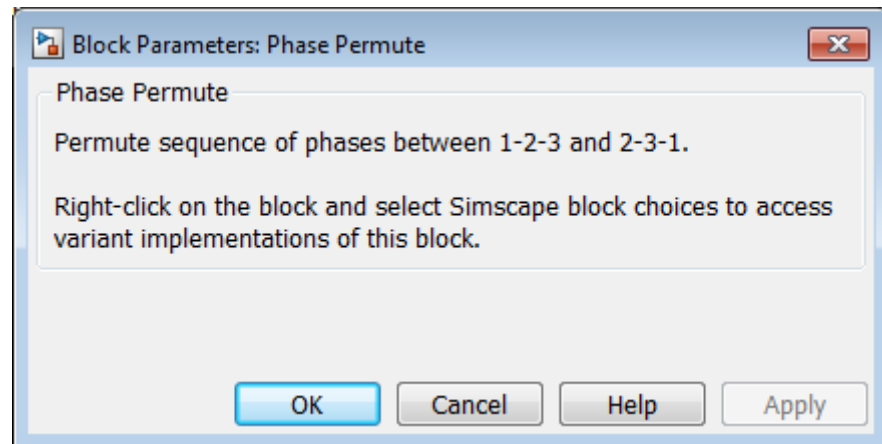 Block Parameters: Phase Permute
Phase Permute
Permute sequence of phases between 1-2-3 and 2-3-1.
Right-click on the block and select Simscape block choices to access
variant implementations of this block.
OK Cancel Help Apply